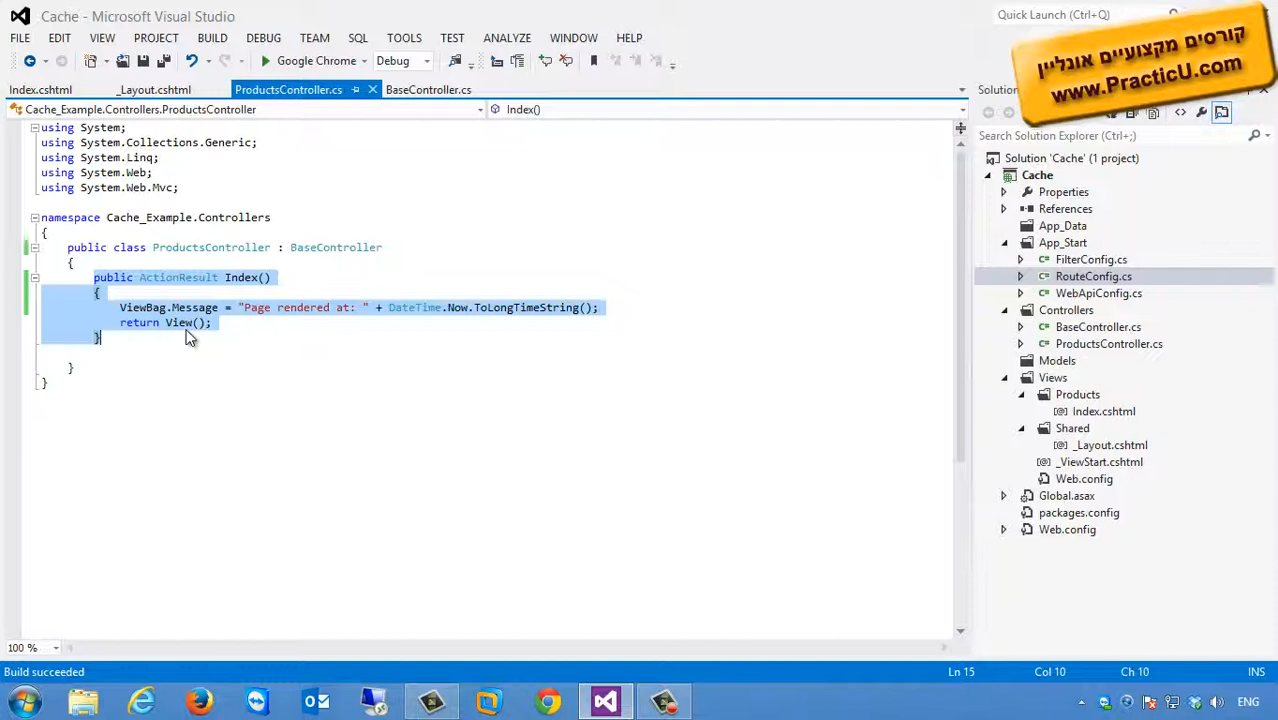 Cache - Microsoft Visual Studio
Quick Launch (Ctrl+Q)
FILE EDIT VIEW PROJECT BUILD DEBUG TEAM SQL TOOLS TEST ANALYZE WINDOW HELP
Google Chrome Debug
קורסים מקצועיים אונליין
www.PracticU.com
Index.cshtml _Layout.cshtml ProductsController.cs BaseController.cs
Cache_Example.Controllers.ProductsController Index()
using System;
using System.Collections.Generic;
using System.Linq;
using System.Web;
using System.Web.Mvc;
namespace Cache_Example.Controllers
{
public class ProductsController : BaseController
{
public ActionResult Index()
{
ViewBag.Message = "Page rendered at: " + DateTime.Now.ToLongTimeString();
return View();
}
}
}
100 %
Search Solution Explorer (Ctrl+;)
Solution 'Cache' (1 project)
Cache
Properties
References
App_Data
App_Start
FilterConfig.cs
RouteConfig.cs
WebApiConfig.cs
Controllers
BaseController.cs
ProductsController.cs
Models
Views
Products
Index.cshtml
Shared
_Layout.cshtml
_ViewStart.cshtml
Web.config
Global.asax
packages.config
Web.config
Build succeeded Ln 15 Col 10 Ch 10 INS
ENG